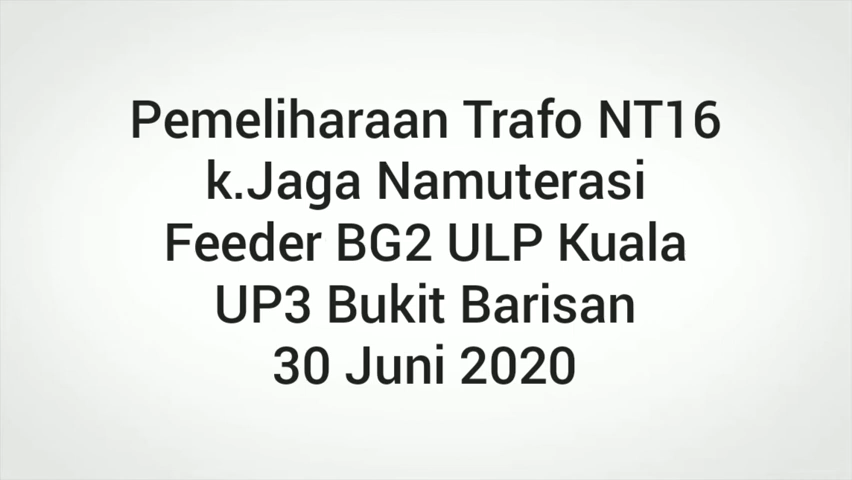 Pemeliharaan Trafo NT16
k.Jaga Namuterasi
Feeder BG2 ULP Kuala
UP3 Bukit Barisan
30 Juni 2020